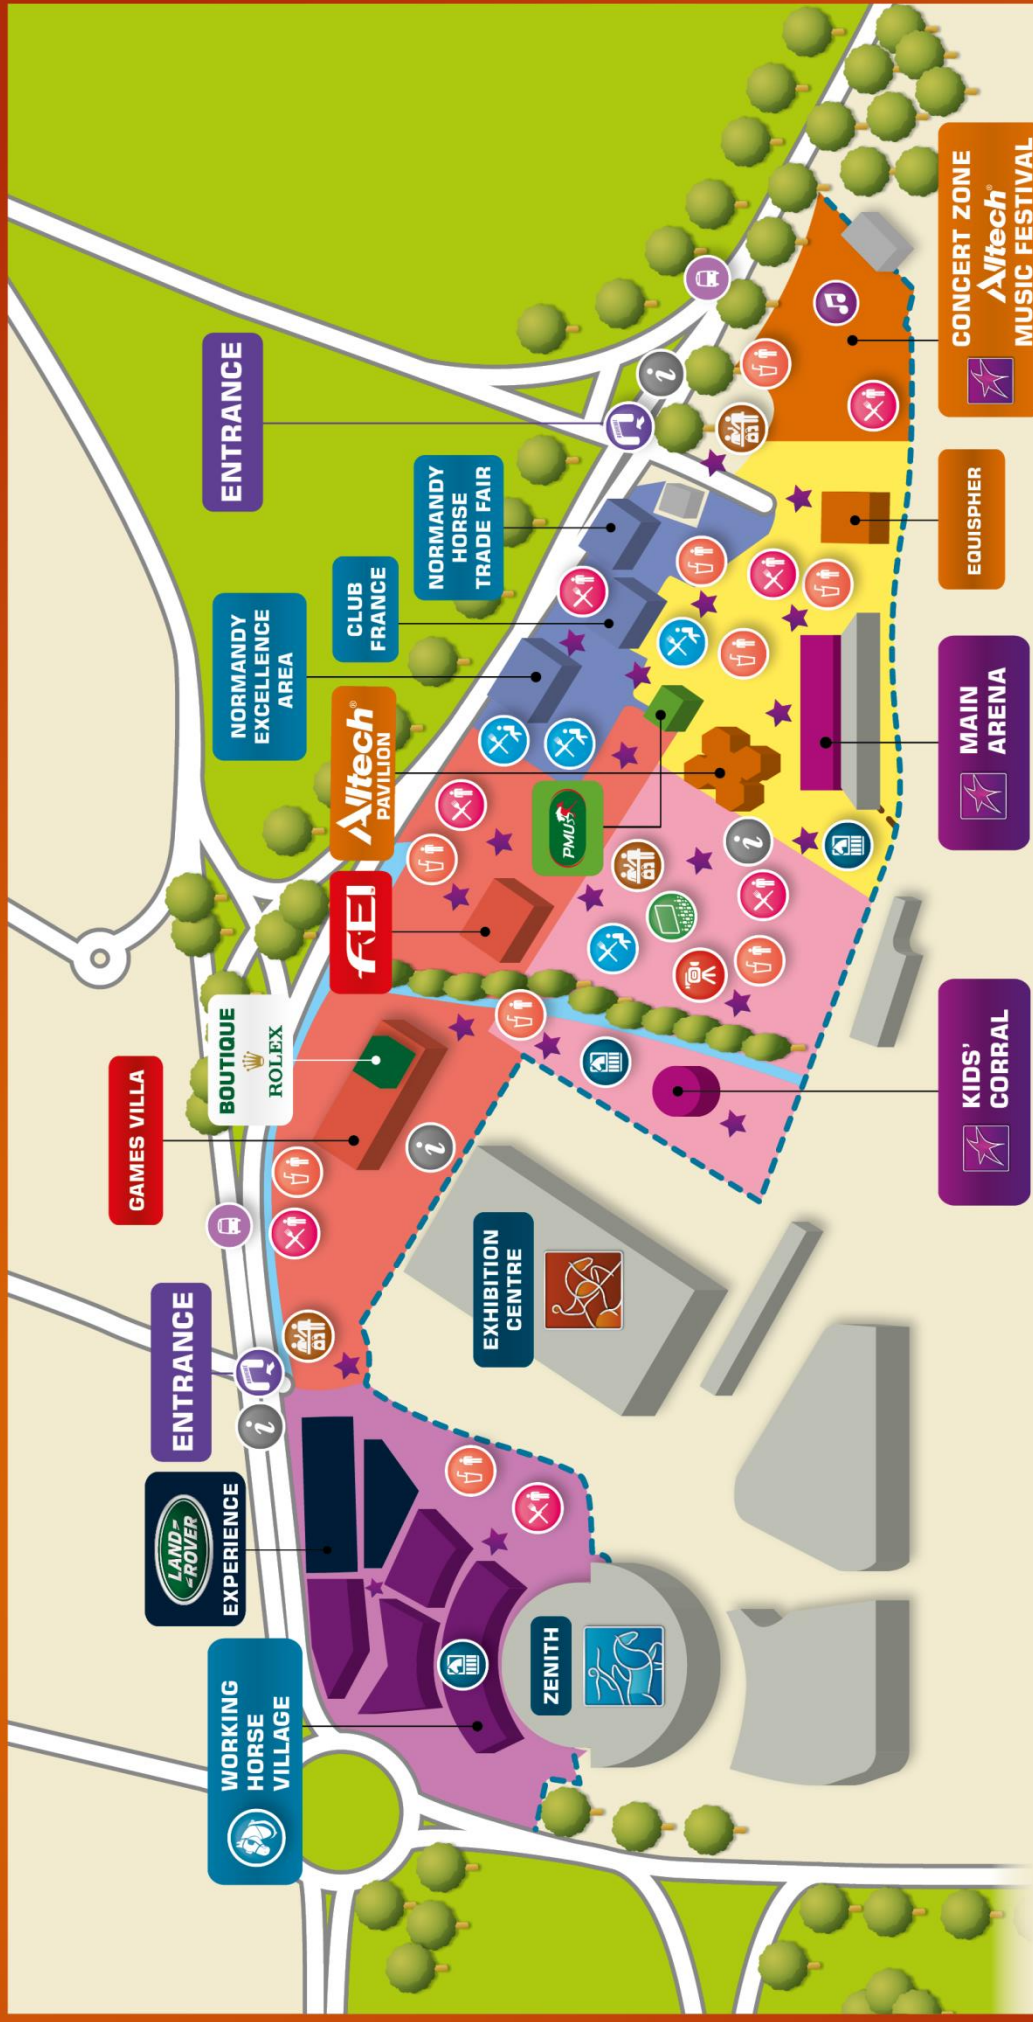 WORKING
HORSE
VILLAGE
LAND-
ROVER
EXPERIENCE
ENTRANCE
GAMES VILLA
BOUTIQUE
ROLEX
FEI
Alltech®
PAVILION
NORMANDY
EXCELLENCE
AREA
CLUB
FRANCE
NORMANDY
HORSE
TRADE FAIR
ENTRANCE
PMU
ZENITH
EXHIBITION
CENTRE
KIDS'
CORRAL
MAIN
ARENA
EQUISPHER
CONCERT ZONE
Alltech®
MUSIC FESTIVAL
i
i
i
i